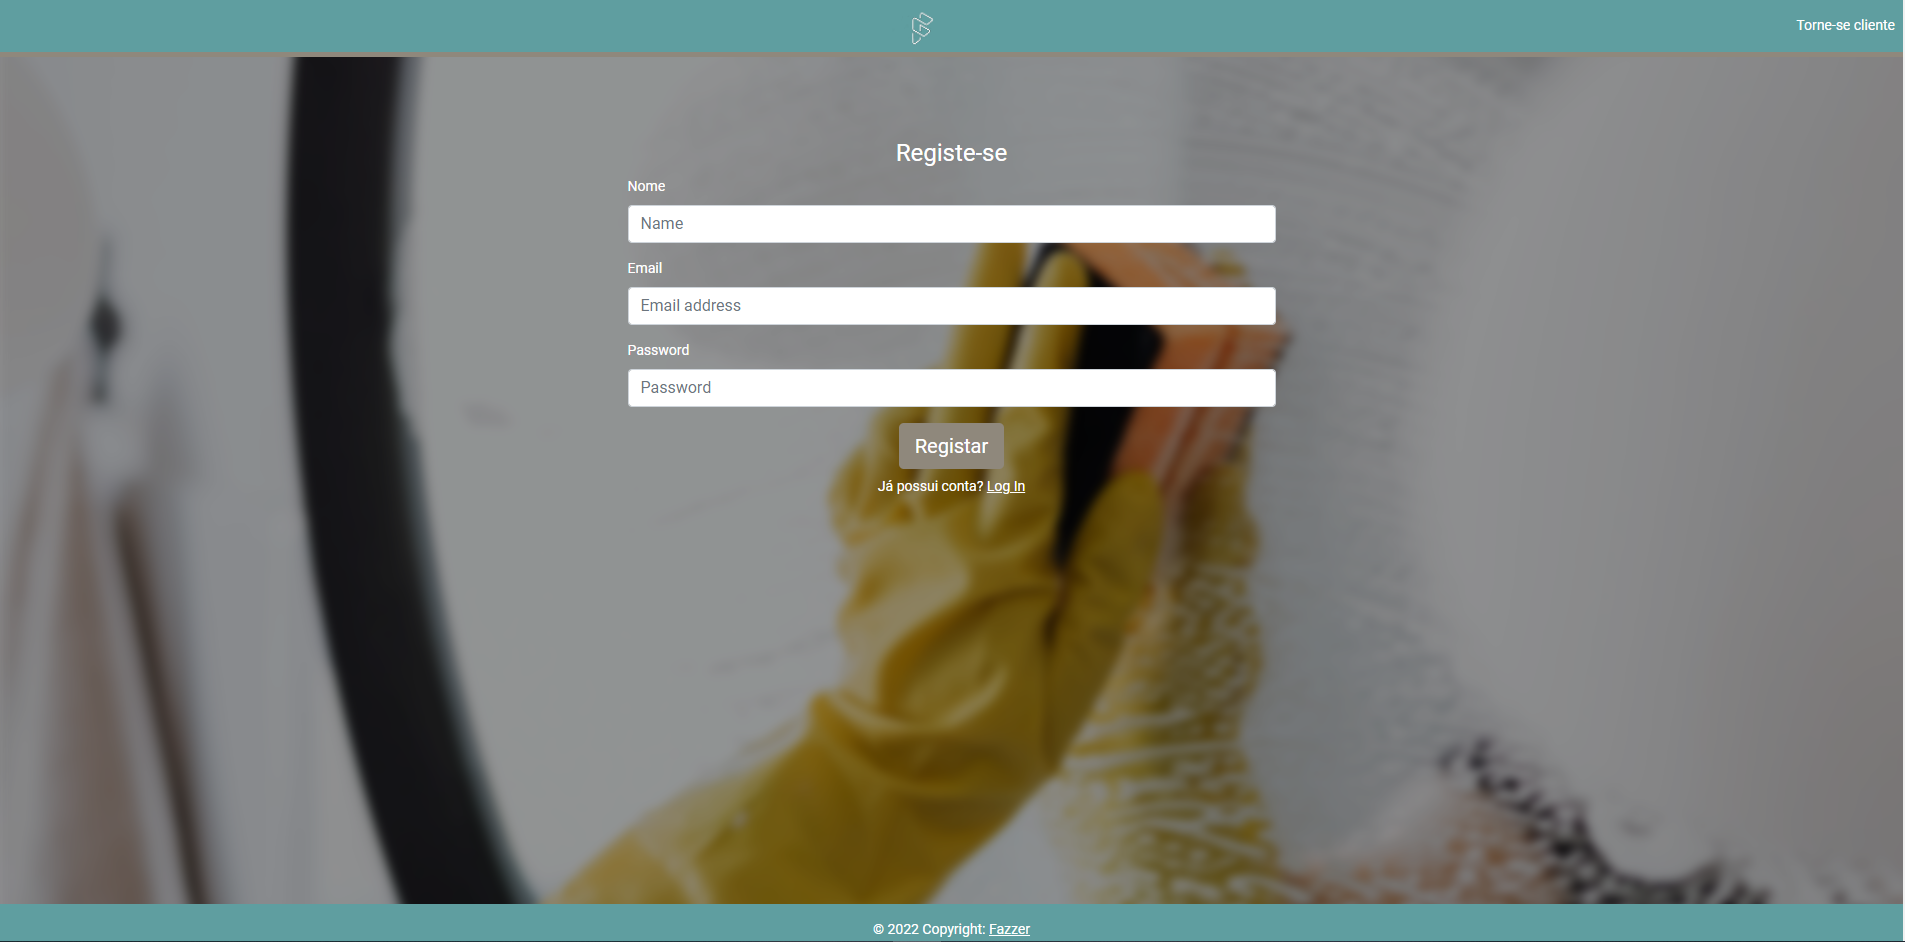 Torne-se cliente
Registe-se
Nome
Name
Email
Email address
Password
Password
Registar
Já possui conta? Log In
© 2022 Copyright: Fazzer